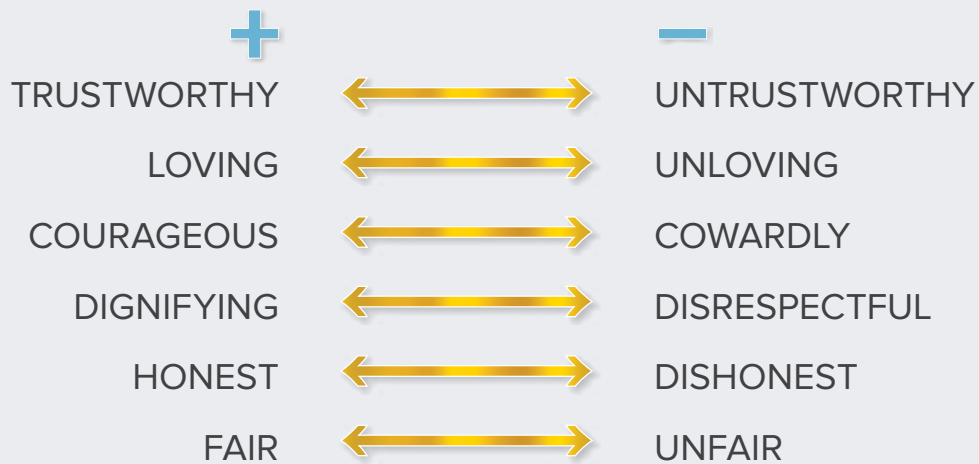 + −
TRUSTWORTHY UNTRUSTWORTHY
LOVING UNLOVING
COURAGEOUS COWARDLY
DIGNIFYING DISRESPECTFUL
HONEST DISHONEST
FAIR UNFAIR